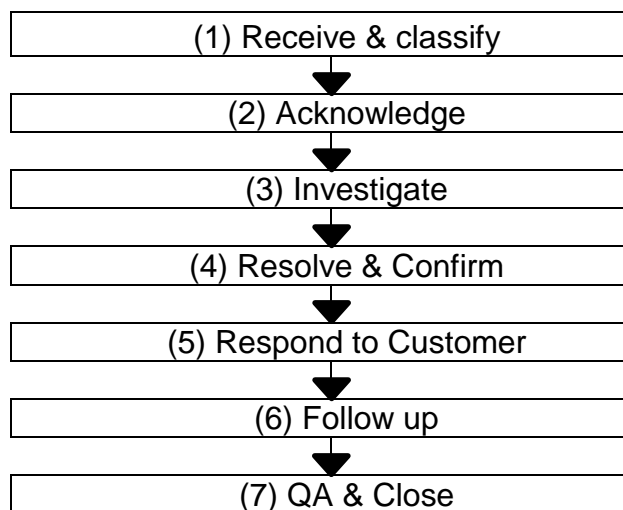 (1) Receive & classify
(2) Acknowledge
(3) Investigate
(4) Resolve & Confirm
(5) Respond to Customer
(6) Follow up
(7) QA & Close